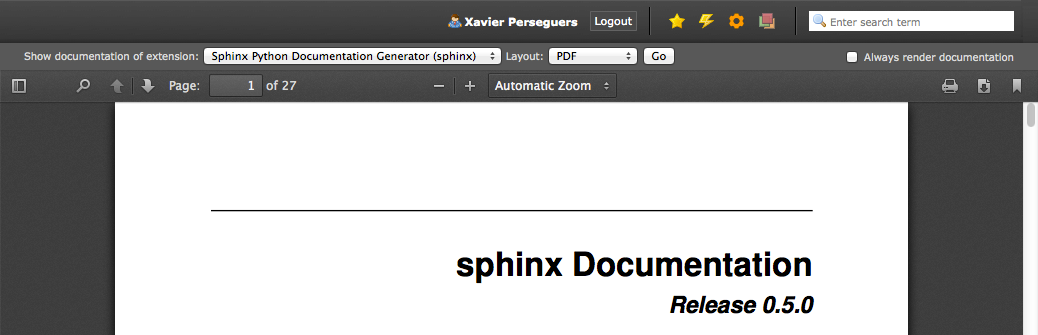 Xavier Perseguers Logout Enter search term
Show documentation of extension: Sphinx Python Documentation Generator (sphinx) Layout: PDF Go Always render documentation
Page: 1 of 27 Automatic Zoom
sphinx Documentation
Release 0.5.0